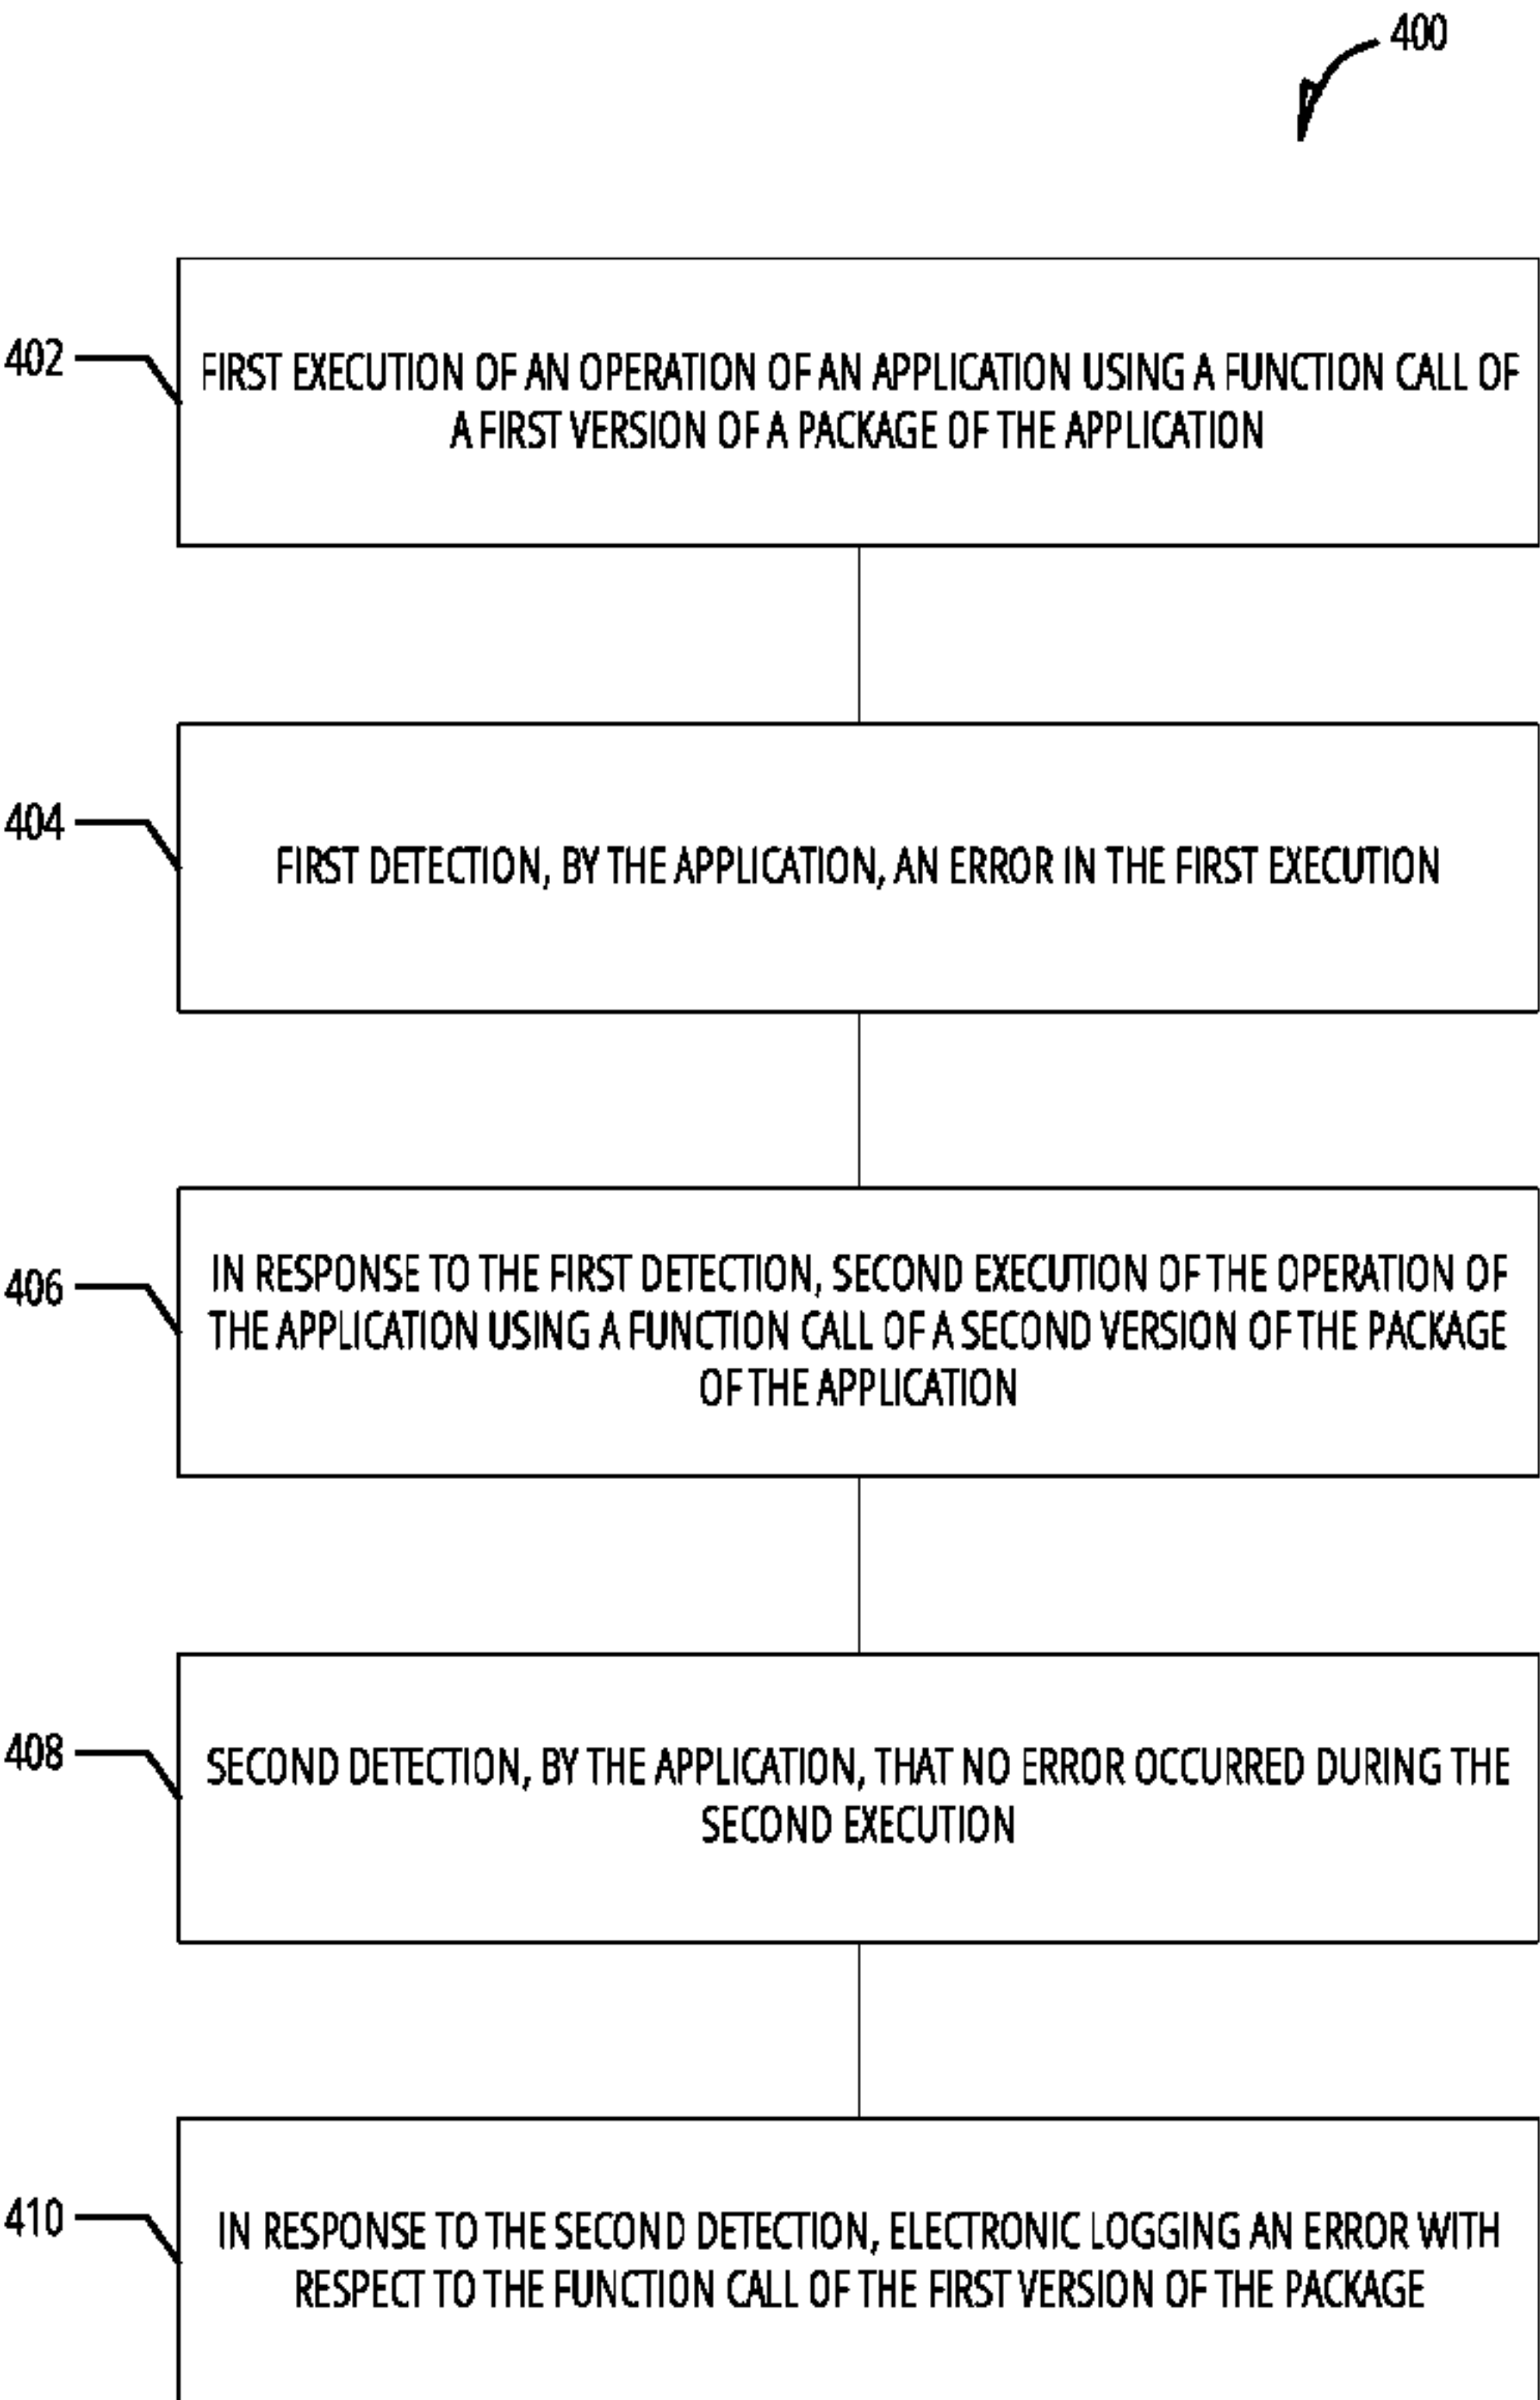 400
402
FIRST EXECUTION OF AN OPERATION OF AN APPLICATION USING A FUNCTION CALL OF
A FIRST VERSION OF A PACKAGE OF THE APPLICATION
404
FIRST DETECTION, BY THE APPLICATION, AN ERROR IN THE FIRST EXECUTION
406
IN RESPONSE TO THE FIRST DETECTION, SECOND EXECUTION OF THE OPERATION OF
THE APPLICATION USING A FUNCTION CALL OF A SECOND VERSION OF THE PACKAGE
OF THE APPLICATION
408
SECOND DETECTION, BY THE APPLICATION, THAT NO ERROR OCCURRED DURING THE
SECOND EXECUTION
410
IN RESPONSE TO THE SECOND DETECTION, ELECTRONIC LOGGING AN ERROR WITH
RESPECT TO THE FUNCTION CALL OF THE FIRST VERSION OF THE PACKAGE